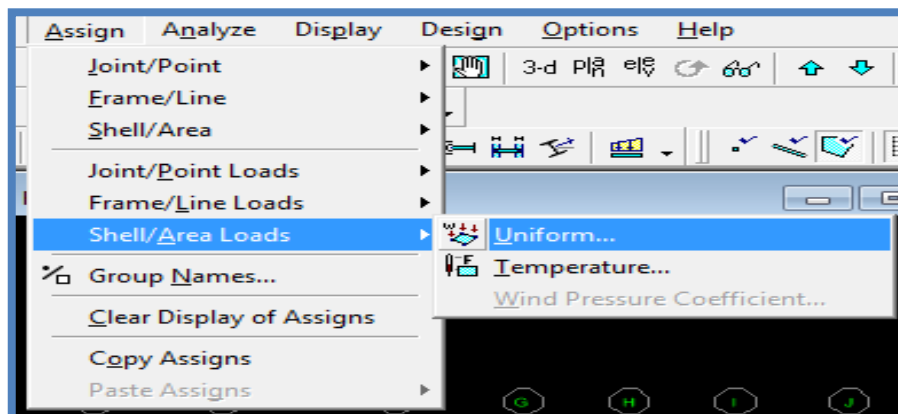 Assign Analyze Display Design Options Help
Joint/Point
3-d
Frame/Line
Shell/Area
Joint/Point Loads
Frame/Line Loads
Shell/Area Loads
Uniform...
Temperature...
Group Names...
Wind Pressure Coefficient...
Clear Display of Assigns
Copy Assigns
Paste Assigns
G H I J